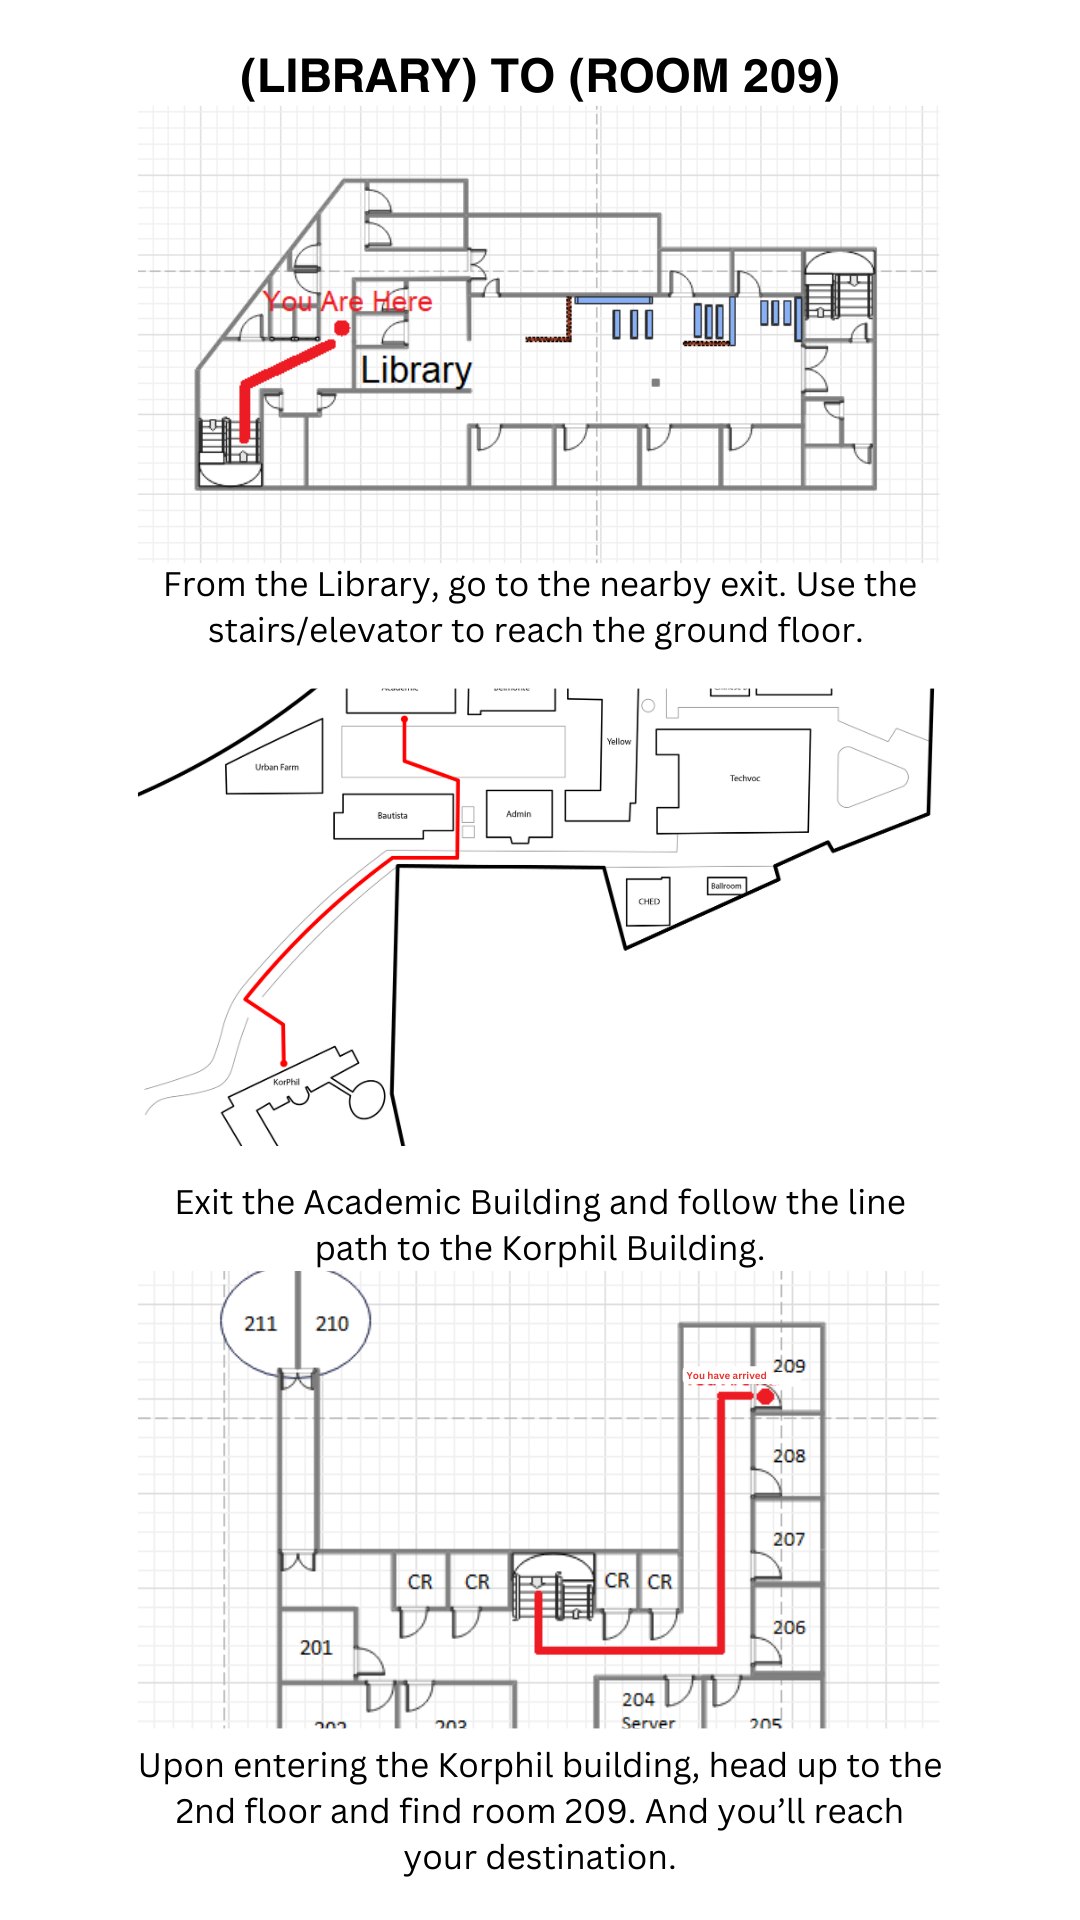 (LIBRARY) TO (ROOM 209)
You Are Here
Library
From the Library, go to the nearby exit. Use the
stairs/elevator to reach the ground floor.
Academic
Belmonte
Yellow
Urban Farm
Techvoc
Bautista
Admin
CHED
Ballroom
KorPhil
Exit the Academic Building and follow the line
path to the Korphil Building.
211
210
209
You have arrived
208
207
CR
CR
CR
CR
206
201
204
Server
202
203
205
Upon entering the Korphil building, head up to the
2nd floor and find room 209. And you’ll reach
your destination.